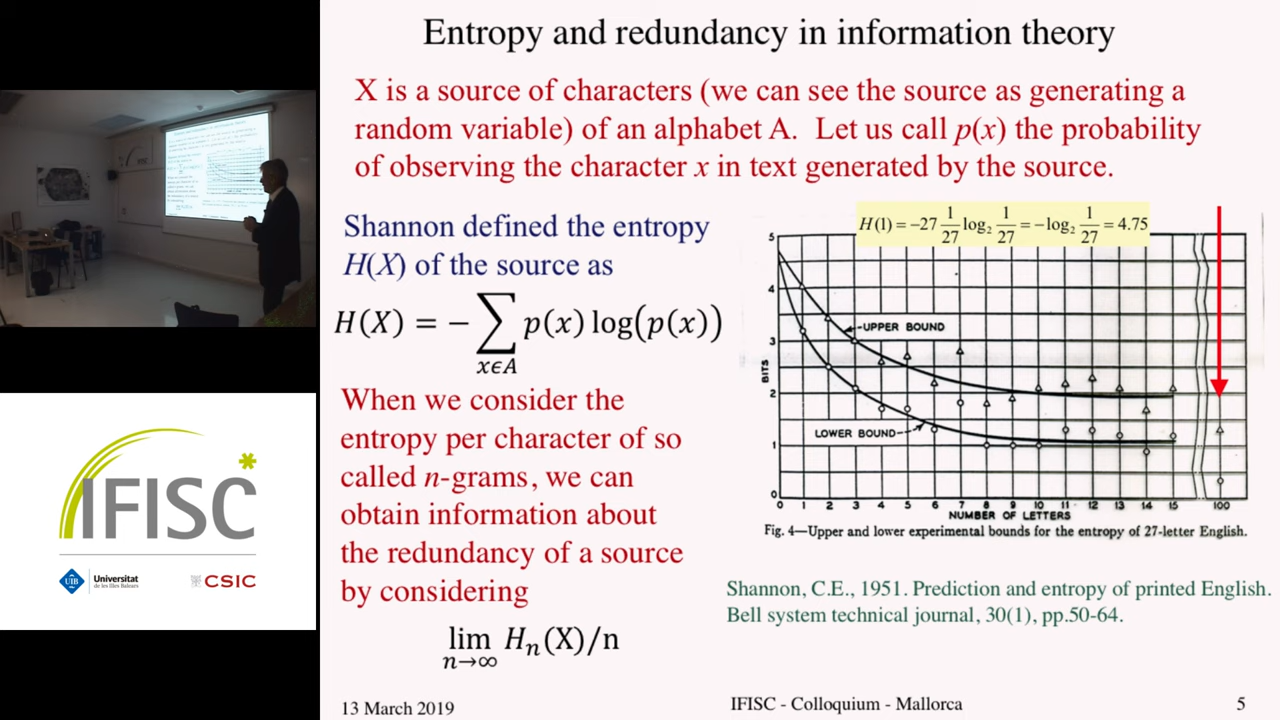 Entropy and redundancy in information theory
X is a source of characters (we can see the source as generating a
random variable) of an alphabet A. Let us call p(x) the probability
of observing the character x in text generated by the source.
Shannon defined the entropy
H(X) of the source as
H(X) = − ∑ p(x) log(p(x))
xϵA
When we consider the
entropy per character of so
called n-grams, we can
obtain information about
the redundancy of a source
by considering
lim Hn(X)/n
n→∞
H(1) = −27 1/27 log₂ 1/27 = −log₂ 1/27 = 4.75
5
4
3
2
1
0
BITS
UPPER BOUND
LOWER BOUND
0 1 2 3 4 5 6 7 8 9 10 11 12 13 14 15 100
NUMBER OF LETTERS
Fig. 4—Upper and lower experimental bounds for the entropy of 27-letter English.
Shannon, C.E., 1951. Prediction and entropy of printed English.
Bell system technical journal, 30(1), pp.50-64.
IFISC
UIB Universitat
de les Illes Balears
CSIC
13 March 2019
IFISC - Colloquium - Mallorca
5